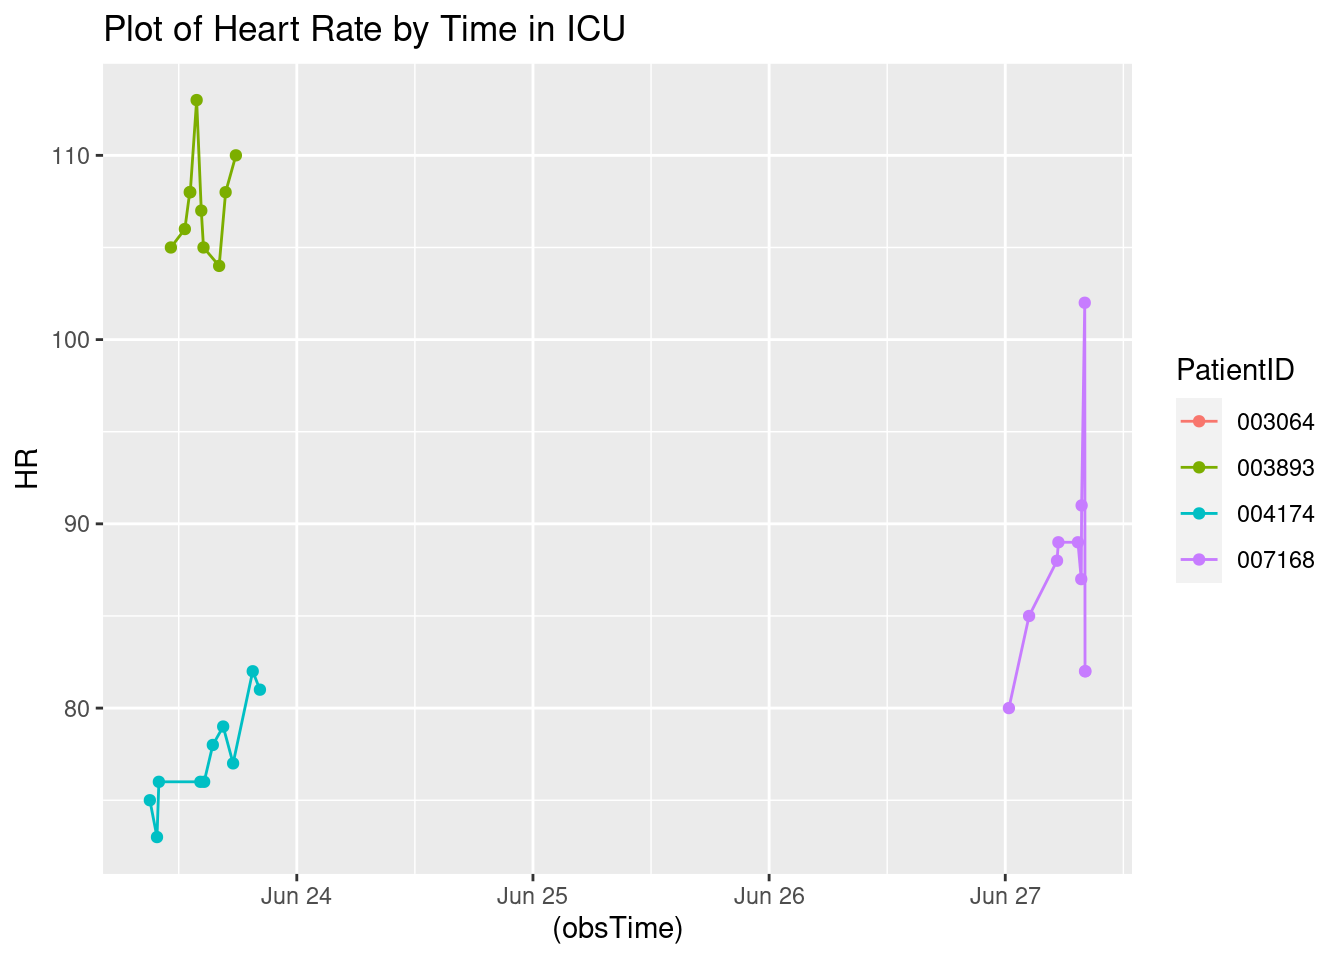 Plot of Heart Rate by Time in ICU
HR
110
100
90
80
Jun 24
Jun 25
Jun 26
Jun 27
(obsTime)
PatientID
003064
003893
004174
007168